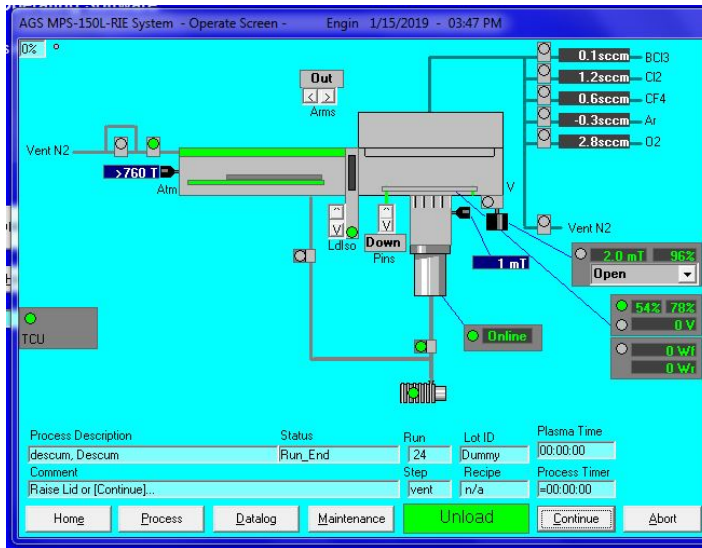 AGS MPS-150L-RIE System - Operate Screen - Engin 1/15/2019 - 03:47 PM
0%
Out
Arms
0.1sccm BCl3
1.2sccm Cl2
0.6sccm CF4
-0.3sccm Ar
2.8sccm O2
Vent N2
>760 T
Atm
V
V
LdIso
V
Down
Pins
1 mT
Vent N2
2.0 mT 96%
Open
54% 78%
0 V
0 Wf
0 Wr
TCU
Online
Process Description Status Run Lot ID Plasma Time
descum, Descum Run_End 24 Dummy 00:00:00
Comment Step Recipe Process Timer
Raise Lid or [Continue]... vent n/a =00:00:00
Home Process Datalog Maintenance Unload Continue Abort